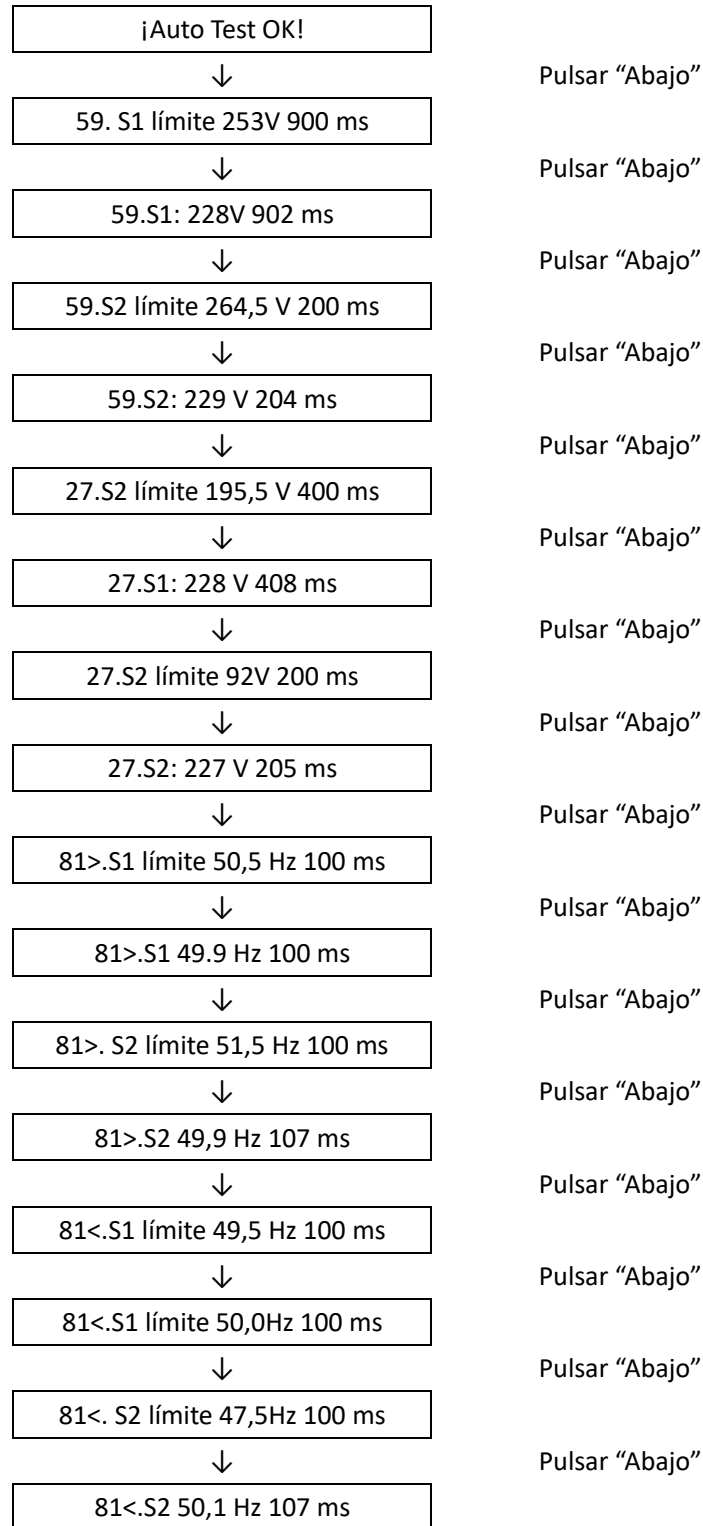 ¡Auto Test OK!
↓ Pulsar “Abajo”
59. S1 límite 253V 900 ms
↓ Pulsar “Abajo”
59.S1: 228V 902 ms
↓ Pulsar “Abajo”
59.S2 límite 264,5 V 200 ms
↓ Pulsar “Abajo”
59.S2: 229 V 204 ms
↓ Pulsar “Abajo”
27.S2 límite 195,5 V 400 ms
↓ Pulsar “Abajo”
27.S1: 228 V 408 ms
↓ Pulsar “Abajo”
27.S2 límite 92V 200 ms
↓ Pulsar “Abajo”
27.S2: 227 V 205 ms
↓ Pulsar “Abajo”
81>.S1 límite 50,5 Hz 100 ms
↓ Pulsar “Abajo”
81>.S1 49.9 Hz 100 ms
↓ Pulsar “Abajo”
81>. S2 límite 51,5 Hz 100 ms
↓ Pulsar “Abajo”
81>.S2 49,9 Hz 107 ms
↓ Pulsar “Abajo”
81<.S1 límite 49,5 Hz 100 ms
↓ Pulsar “Abajo”
81<.S1 límite 50,0Hz 100 ms
↓ Pulsar “Abajo”
81<. S2 límite 47,5Hz 100 ms
↓ Pulsar “Abajo”
81<.S2 50,1 Hz 107 ms